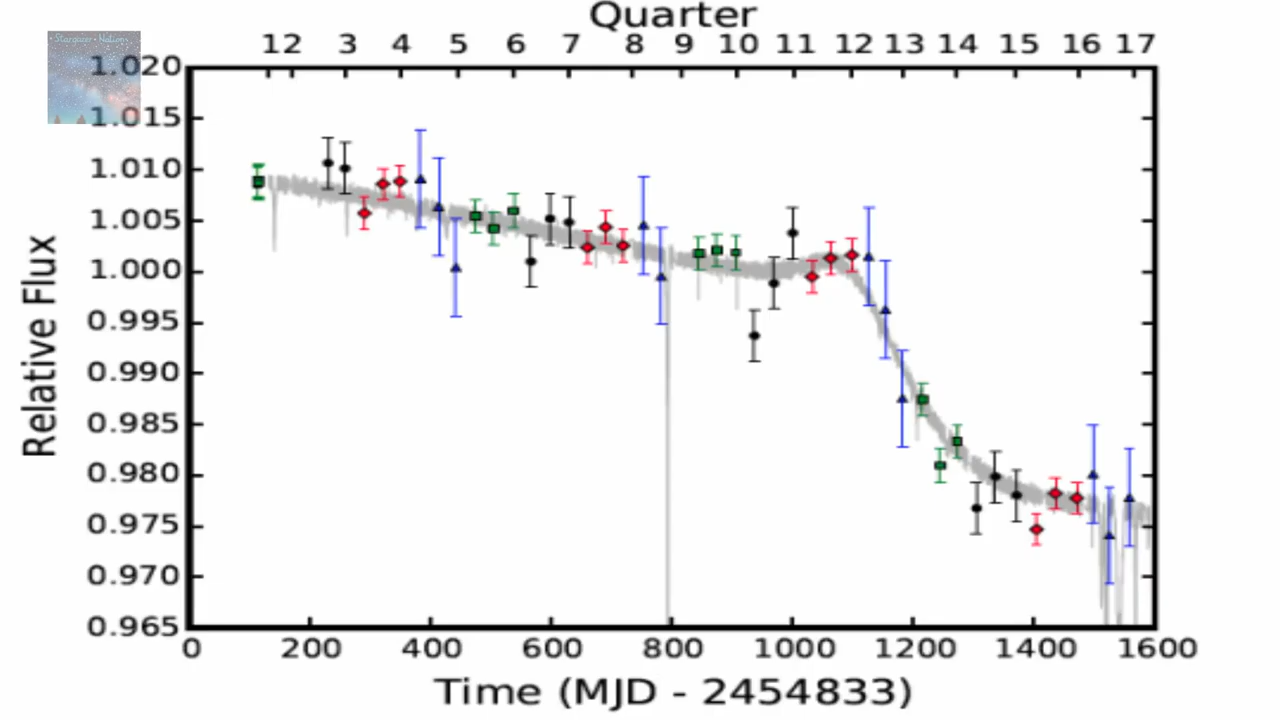 Quarter
12 3 4 5 6 7 8 9 10 11 12 13 14 15 16 17
Stargazer Nation
1.020
1.015
1.010
1.005
1.000
0.995
0.990
0.985
0.980
0.975
0.970
0.965
Relative Flux
0 200 400 600 800 1000 1200 1400 1600
Time (MJD - 2454833)